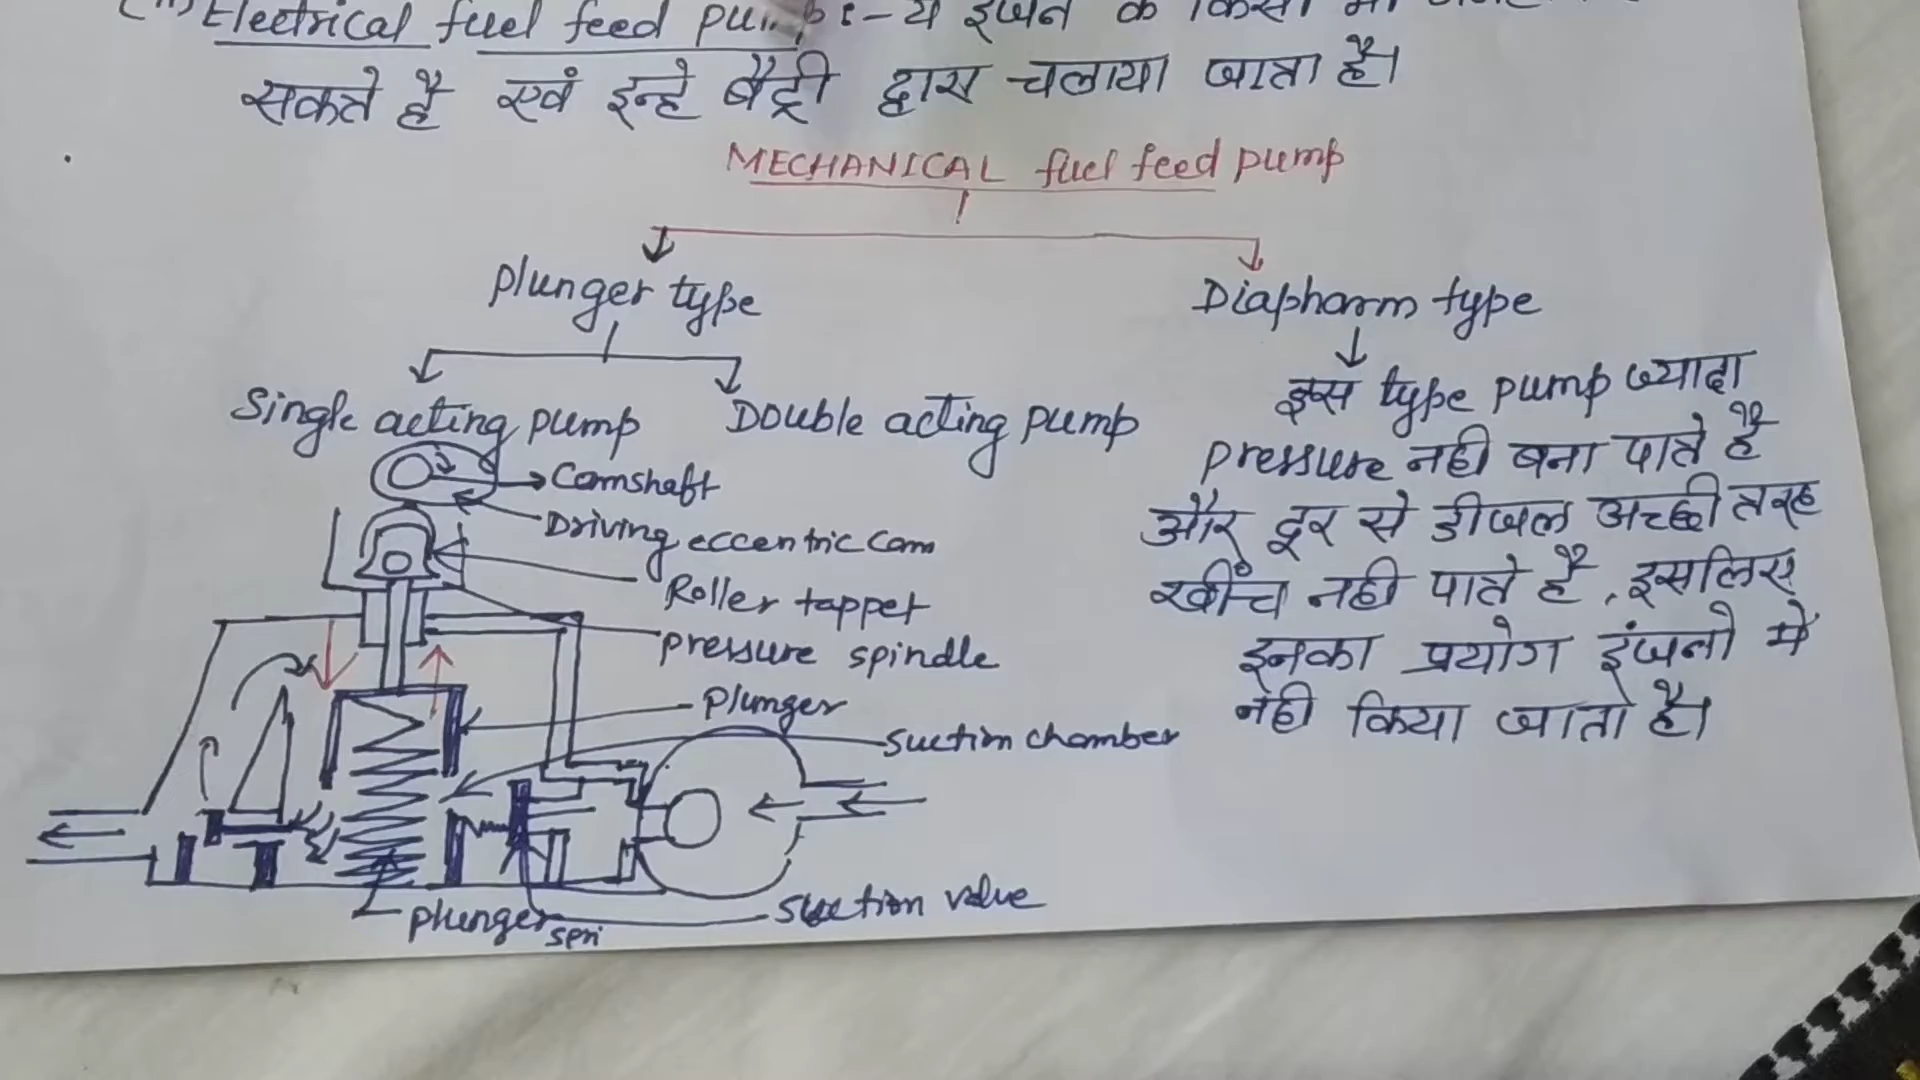 Electrical fuel feed pump :- ये इंजन के किसी भी
सकते है एवं इन्हे बैट्री द्वारा चलाया जाता है।
MECHANICAL fuel feed pump
Plunger type
Diapharm type
Single acting pump
Double acting pump
इस type pump ज्यादा
pressure नही बना पाते है
और दूर से डीजल अच्छी तरह
खींच नही पाते है, इसलिए
इनका प्रयोग इंजनो में
नही किया जाता है।
Camshaft
Driving eccentric cam
Roller tappet
pressure spindle
Plunger
Suction chamber
Suction valve
Plunger spri